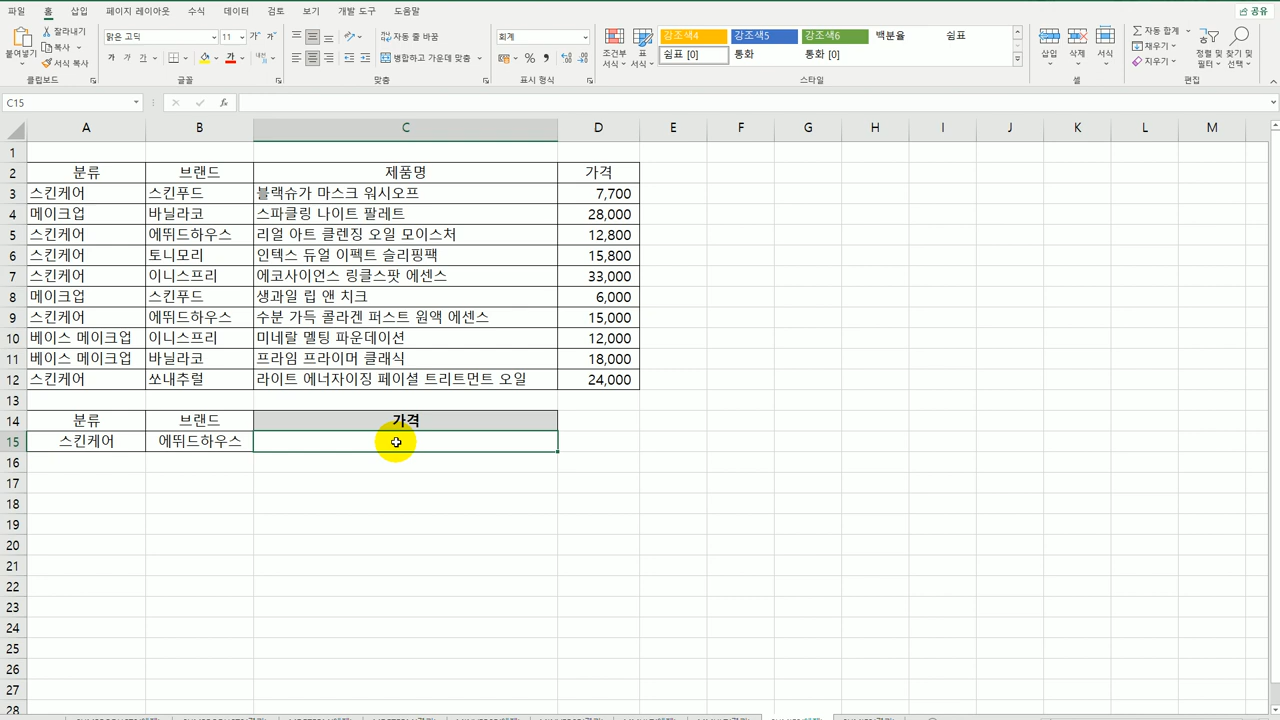 파일 홈 삽입 페이지 레이아웃 수식 데이터 검토 보기 개발 도구 도움말 공유
붙여넣기 잘라내기 복사 서식 복사 클립보드
맑은 고딕 11 가 가 가 가 가 가 글꼴
자동 줄 바꿈 병합하고 가운데 맞춤 맞춤
회계 % 표시 형식
조건부 서식 표 서식
강조색4 강조색5 강조색6 백분율 쉼표
쉼표 [0] 통화 통화 [0] 스타일
삽입 삭제 서식 셀
자동 합계 채우기 지우기 정렬 및 필터 찾기 및 선택 편집
C15 fx
A B C D E F G H I J K L M
1
2 분류 브랜드 제품명 가격
3 스킨케어 스킨푸드 블랙슈가 마스크 워시오프 7,700
4 메이크업 바닐라코 스파클링 나이트 팔레트 28,000
5 스킨케어 에뛰드하우스 리얼 아트 클렌징 오일 모이스처 12,800
6 스킨케어 토니모리 인텍스 듀얼 이펙트 슬리핑팩 15,800
7 스킨케어 이니스프리 에코사이언스 링클스팟 에센스 33,000
8 메이크업 스킨푸드 생과일 립 앤 치크 6,000
9 스킨케어 에뛰드하우스 수분 가득 콜라겐 퍼스트 원액 에센스 15,000
10 베이스 메이크업 이니스프리 미네랄 멜팅 파운데이션 12,000
11 베이스 메이크업 바닐라코 프라임 프라이머 클래식 18,000
12 스킨케어 쏘내추럴 라이트 에너자이징 페이셜 트리트먼트 오일 24,000
13
14 분류 브랜드 가격
15 스킨케어 에뛰드하우스
16
17
18
19
20
21
22
23
24
25
26
27
28